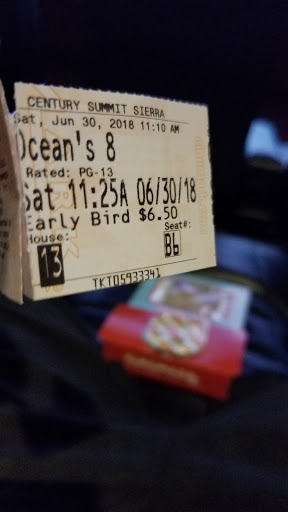 CENTURY SUMMIT SIERRA
Sat, Jun 30, 2018 11:10 AM
Ocean's 8
Rated: PG-13
Sat 11:25A 06/30/18
Early Bird $6.50
House: Seat#:
13 B6
TKT05933341